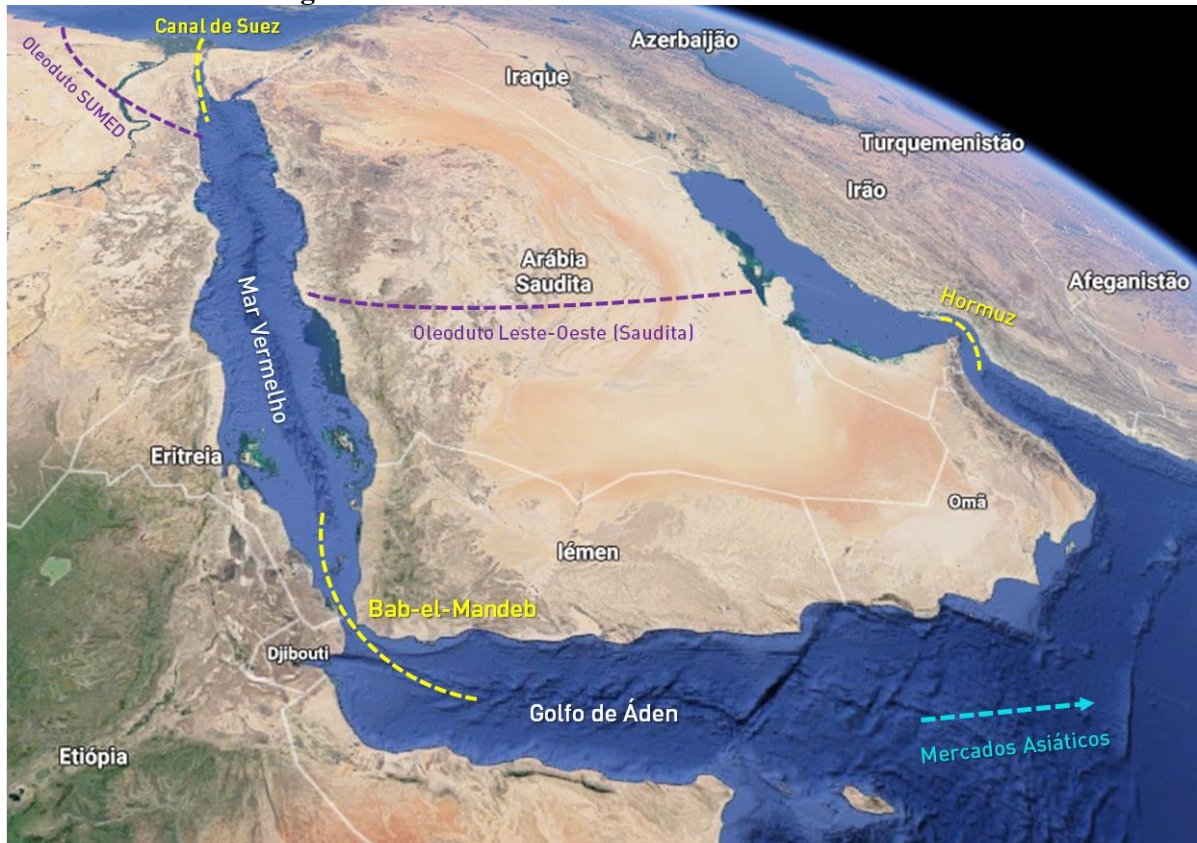 Canal de Suez
Oleoduto SUMED
Azerbaijão
Iraque
Turquemenistão
Irão
Arábia
Saudita
Afeganistão
Hormuz
Oleoduto Leste-Oeste (Saudita)
Mar Vermelho
Eritreia
Omã
Iémen
Bab-el-Mandeb
Djibouti
Golfo de Áden
Mercados Asiáticos
Etiópia